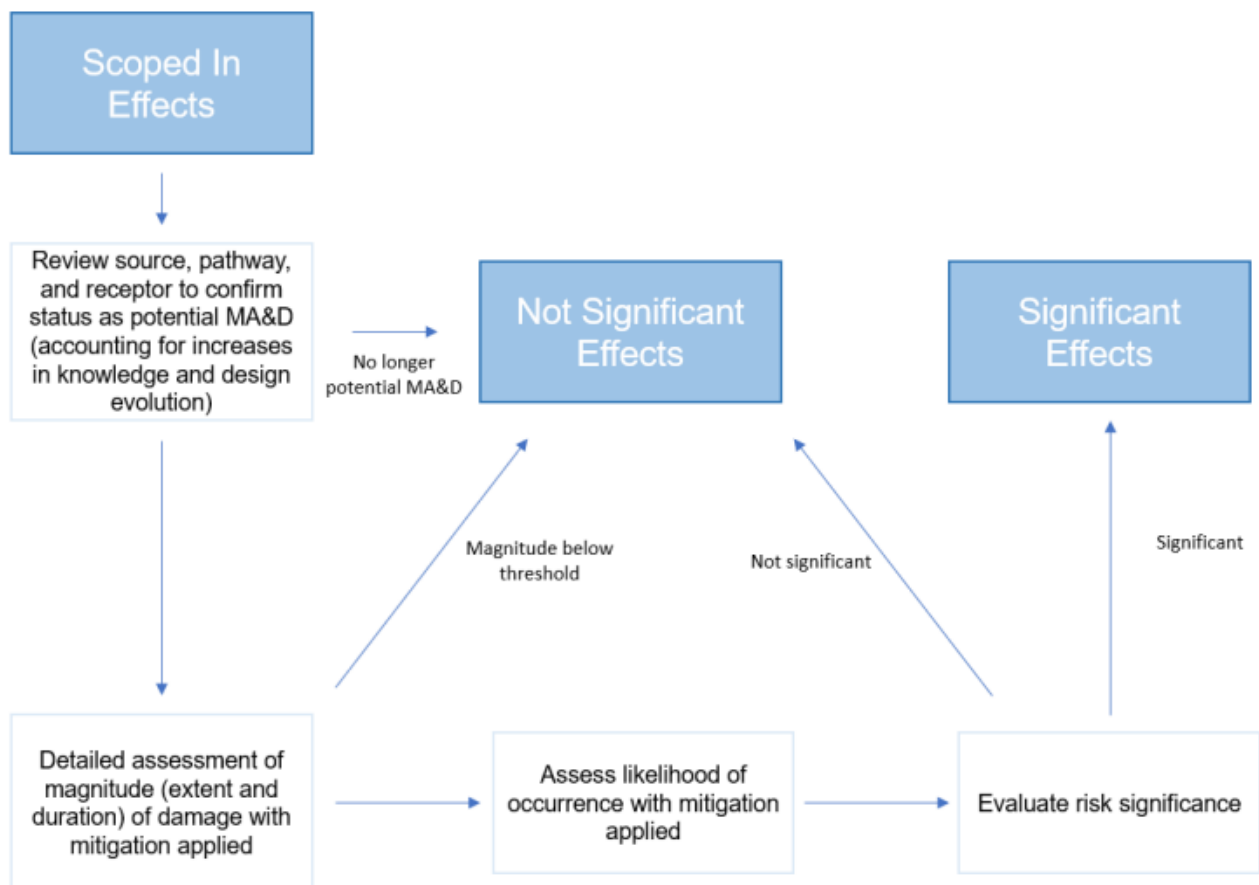 Scoped In
Effects
Review source, pathway,
and receptor to confirm
status as potential MA&D
(accounting for increases
in knowledge and design
evolution)
No longer
potential MA&D
Not Significant
Effects
Significant
Effects
Magnitude below
threshold
Not significant
Significant
Detailed assessment of
magnitude (extent and
duration) of damage with
mitigation applied
Assess likelihood of
occurrence with mitigation
applied
Evaluate risk significance